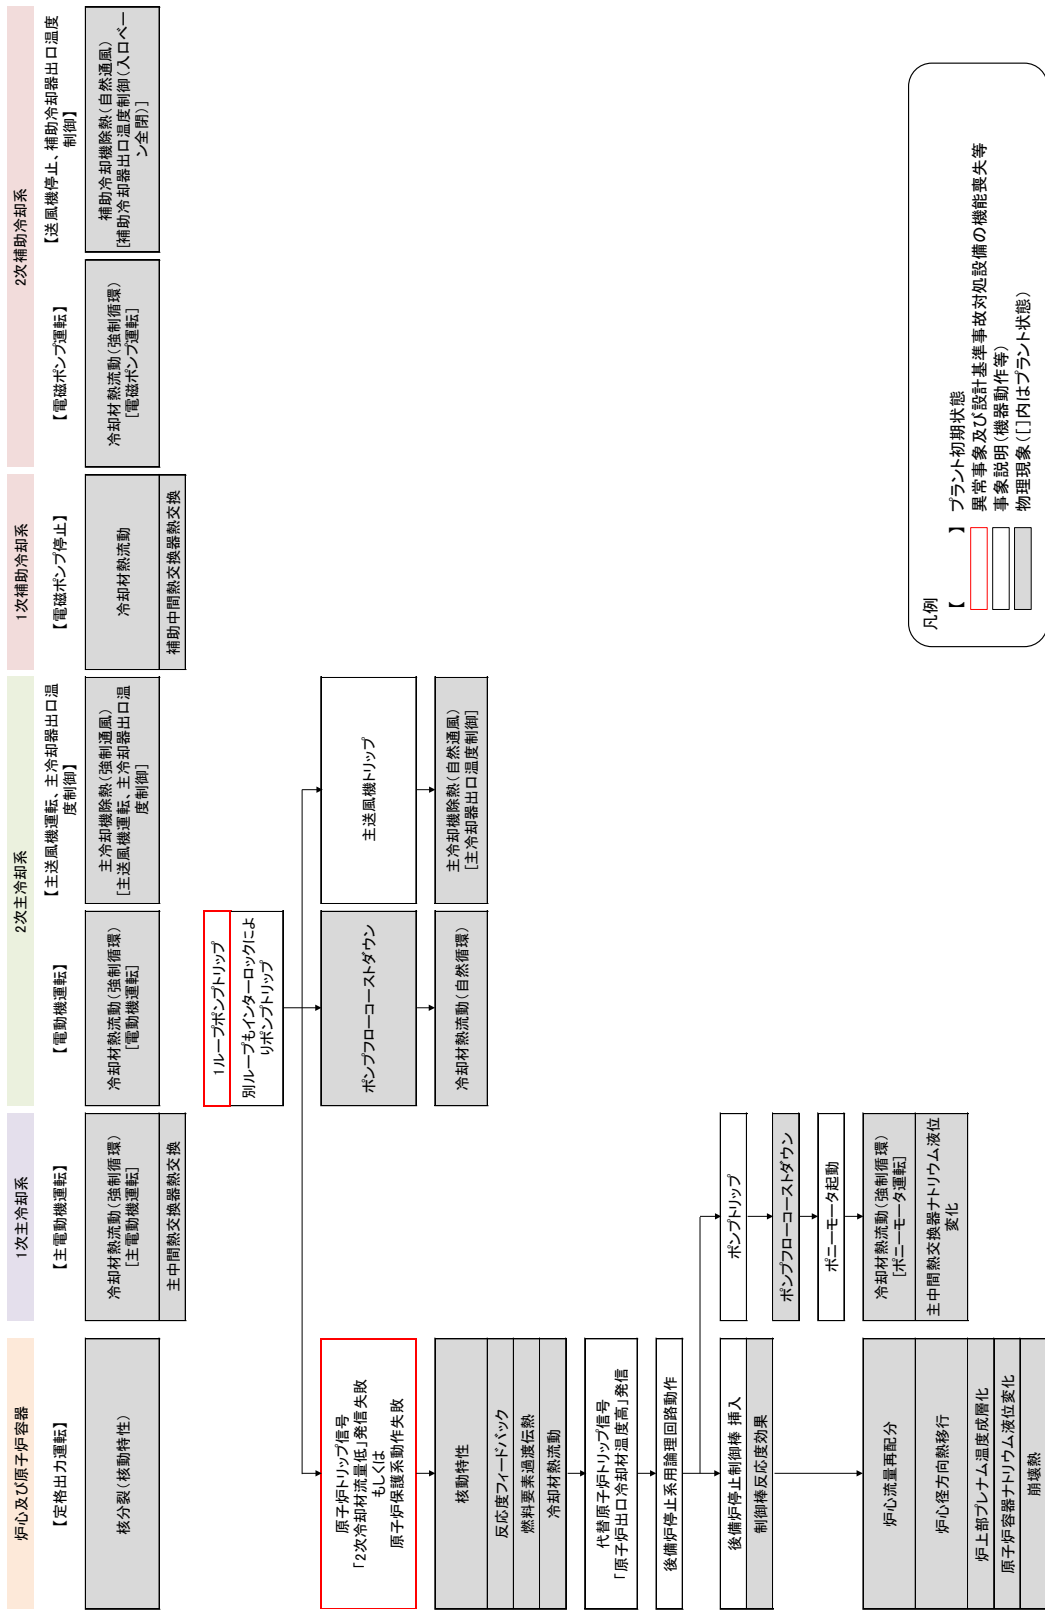 炉心及び原子炉容器
1次主冷却系
2次主冷却系
1次補助冷却系
2次補助冷却系
【定格出力運転】
【主電動機運転】
【電動機運転】
【主送風機運転、主冷却器出口温
度制御】
【電磁ポンプ停止】
【電磁ポンプ運転】
【送風機停止、補助冷却器出口温度
制御】
核分裂(核動特性)
冷却材熱流動(強制循環)
[主電動機運転]
主中間熱交換器熱交換
冷却材熱流動(強制循環)
[電動機運転]
主冷却機除熱(強制通風)
[主送風機運転、主冷却器出口温
度制御]
冷却材熱流動
補助中間熱交換器熱交換
冷却材熱流動(強制循環)
[電磁ポンプ運転]
補助冷却機除熱(自然通風)
[補助冷却器出口温度制御(入口ベー
ン全閉)]
1ループポンプトリップ
別ループもインターロックによ
りポンプトリップ
原子炉トリップ信号
「2次冷却材流量低」発信失敗
もしくは
原子炉保護系動作失敗
ポンプフローコーストダウン
主送風機トリップ
核動特性
反応度フィードバック
燃料要素過渡伝熱
冷却材熱流動
冷却材熱流動(自然循環)
主冷却機除熱(自然通風)
[主冷却器出口温度制御]
代替原子炉トリップ信号
「原子炉出口冷却材温度高」発信
後備炉停止系用論理回路動作
後備炉停止制御棒 挿入
制御棒反応度効果
ポンプトリップ
ポンプフローコーストダウン
ポニーモータ起動
炉心流量再配分
炉心径方向熱移行
炉上部プレナム温度成層化
原子炉容器ナトリウム液位変化
崩壊熱
冷却材熱流動(強制循環)
[ポニーモータ運転]
主中間熱交換器ナトリウム液位
変化
凡例
【 】 プラント初期状態
異常事象及び設計基準事故対処設備の機能喪失等
事象説明(機器動作等)
物理現象([]内はプラント状態)